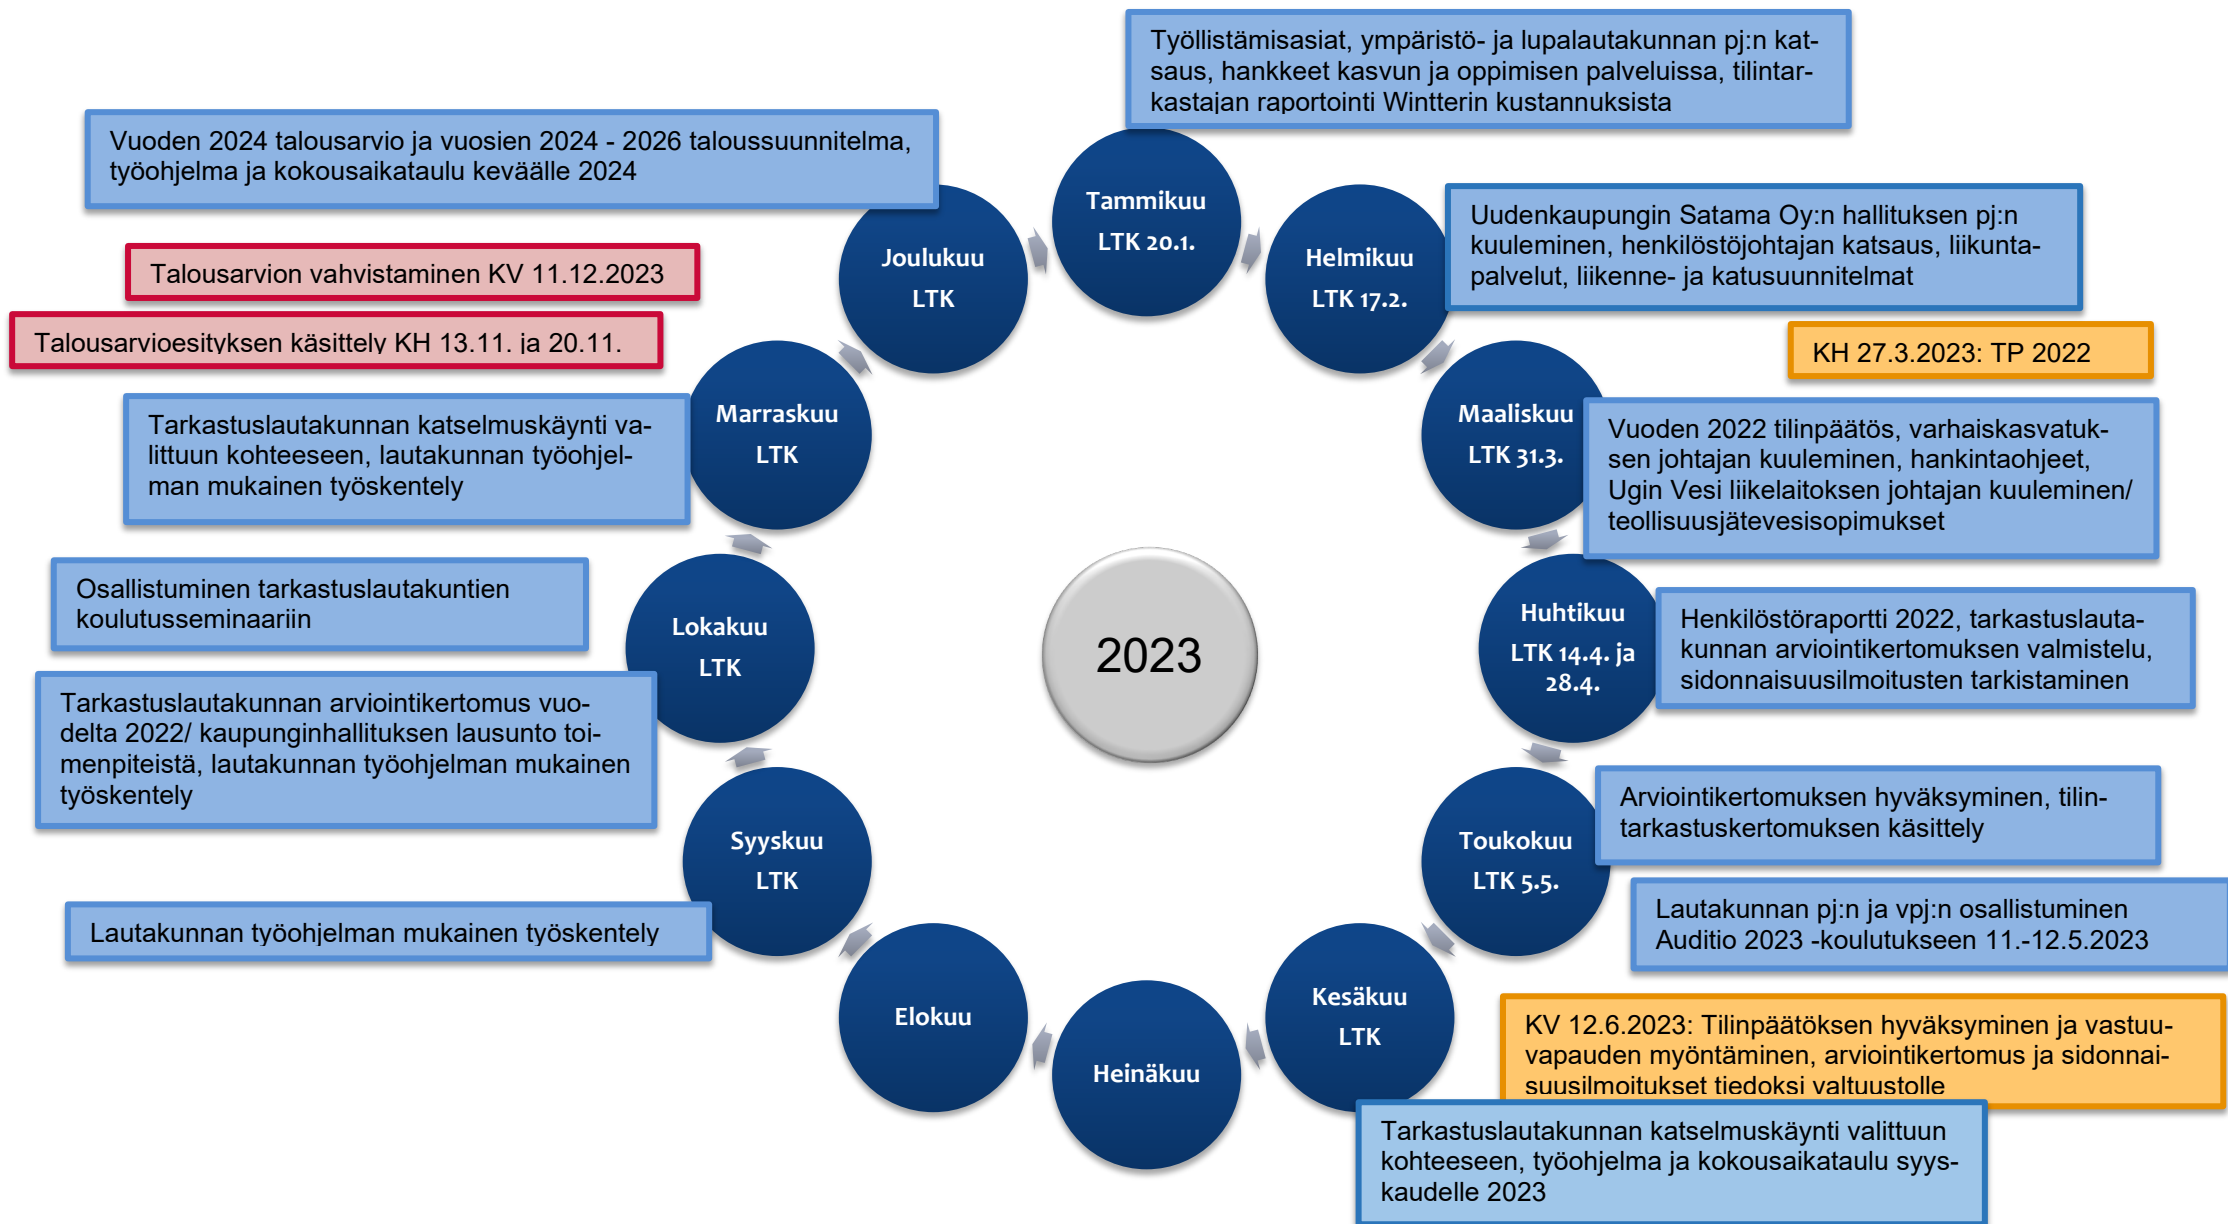 Työllistämisasiat, ympäristö- ja lupalautakunnan pj:n kat-
saus, hankkeet kasvun ja oppimisen palveluissa, tilintar-
kastajan raportointi Wintterin kustannuksista
Tammikuu
LTK 20.1.
Uudenkaupungin Satama Oy:n hallituksen pj:n
kuuleminen, henkilöstöjohtajan katsaus, liikunta-
palvelut, liikenne- ja katusuunnitelmat
Helmikuu
LTK 17.2.
KH 27.3.2023: TP 2022
Maaliskuu
LTK 31.3.
Vuoden 2022 tilinpäätös, varhaiskasvatuk-
sen johtajan kuuleminen, hankintaohjeet,
Ugin Vesi liikelaitoksen johtajan kuuleminen/
teollisuusjätevesisopimukset
Huhtikuu
LTK 14.4. ja
28.4.
Henkilöstöraportti 2022, tarkastuslauta-
kunnan arviointikertomuksen valmistelu,
sidonnaisuusilmoitusten tarkistaminen
Toukokuu
LTK 5.5.
Arviointikertomuksen hyväksyminen, tilin-
tarkastuskertomuksen käsittely
Lautakunnan pj:n ja vpj:n osallistuminen
Auditio 2023 -koulutukseen 11.-12.5.2023
Kesäkuu
LTK
KV 12.6.2023: Tilinpäätöksen hyväksyminen ja vastuu-
vapauden myöntäminen, arviointikertomus ja sidonnai-
suusilmoitukset tiedoksi valtuustolle
Tarkastuslautakunnan katselmuskäynti valittuun
kohteeseen, työohjelma ja kokousaikataulu syys-
kaudelle 2023
Heinäkuu
Elokuu
Syyskuu
LTK
Lautakunnan työohjelman mukainen työskentely
Tarkastuslautakunnan arviointikertomus vuo-
delta 2022/ kaupunginhallituksen lausunto toi-
menpiteistä, lautakunnan työohjelman mukainen
työskentely
Lokakuu
LTK
Osallistuminen tarkastuslautakuntien
koulutusseminaariin
Marraskuu
LTK
Tarkastuslautakunnan katselmuskäynti va-
littuun kohteeseen, lautakunnan työohjel-
man mukainen työskentely
Talousarvioesityksen käsittely KH 13.11. ja 20.11.
Talousarvion vahvistaminen KV 11.12.2023
Joulukuu
LTK
Vuoden 2024 talousarvio ja vuosien 2024 - 2026 taloussuunnitelma,
työohjelma ja kokousaikataulu keväälle 2024
2023